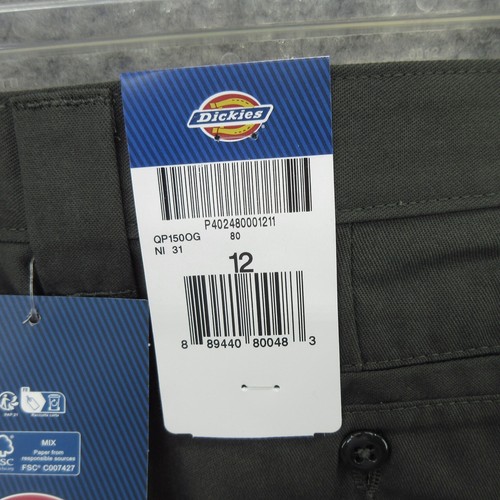 Dickies
P402480001211
QP150OG 80
NI 31
12
8 89440 80048 3
MIX
Paper from
responsible sources
FSC® C007427
FSC